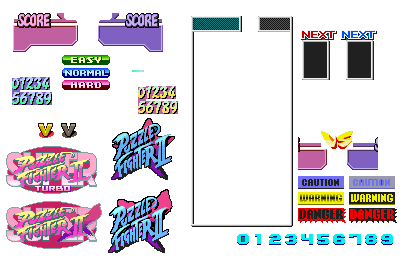 SCORE SCORE
NEXT NEXT
EASY
NORMAL
HARD
01234
56789
01234
56789
V V
SUPER
PUZZLE
FIGHTER II
TURBO
PUZZLE
FIGHTER II
SUPER
PUZZLE
FIGHTER II
PUZZLE
FIGHTER II
CAUTION CAUTION
WARNING WARNING
DANGER DANGER
0123456789